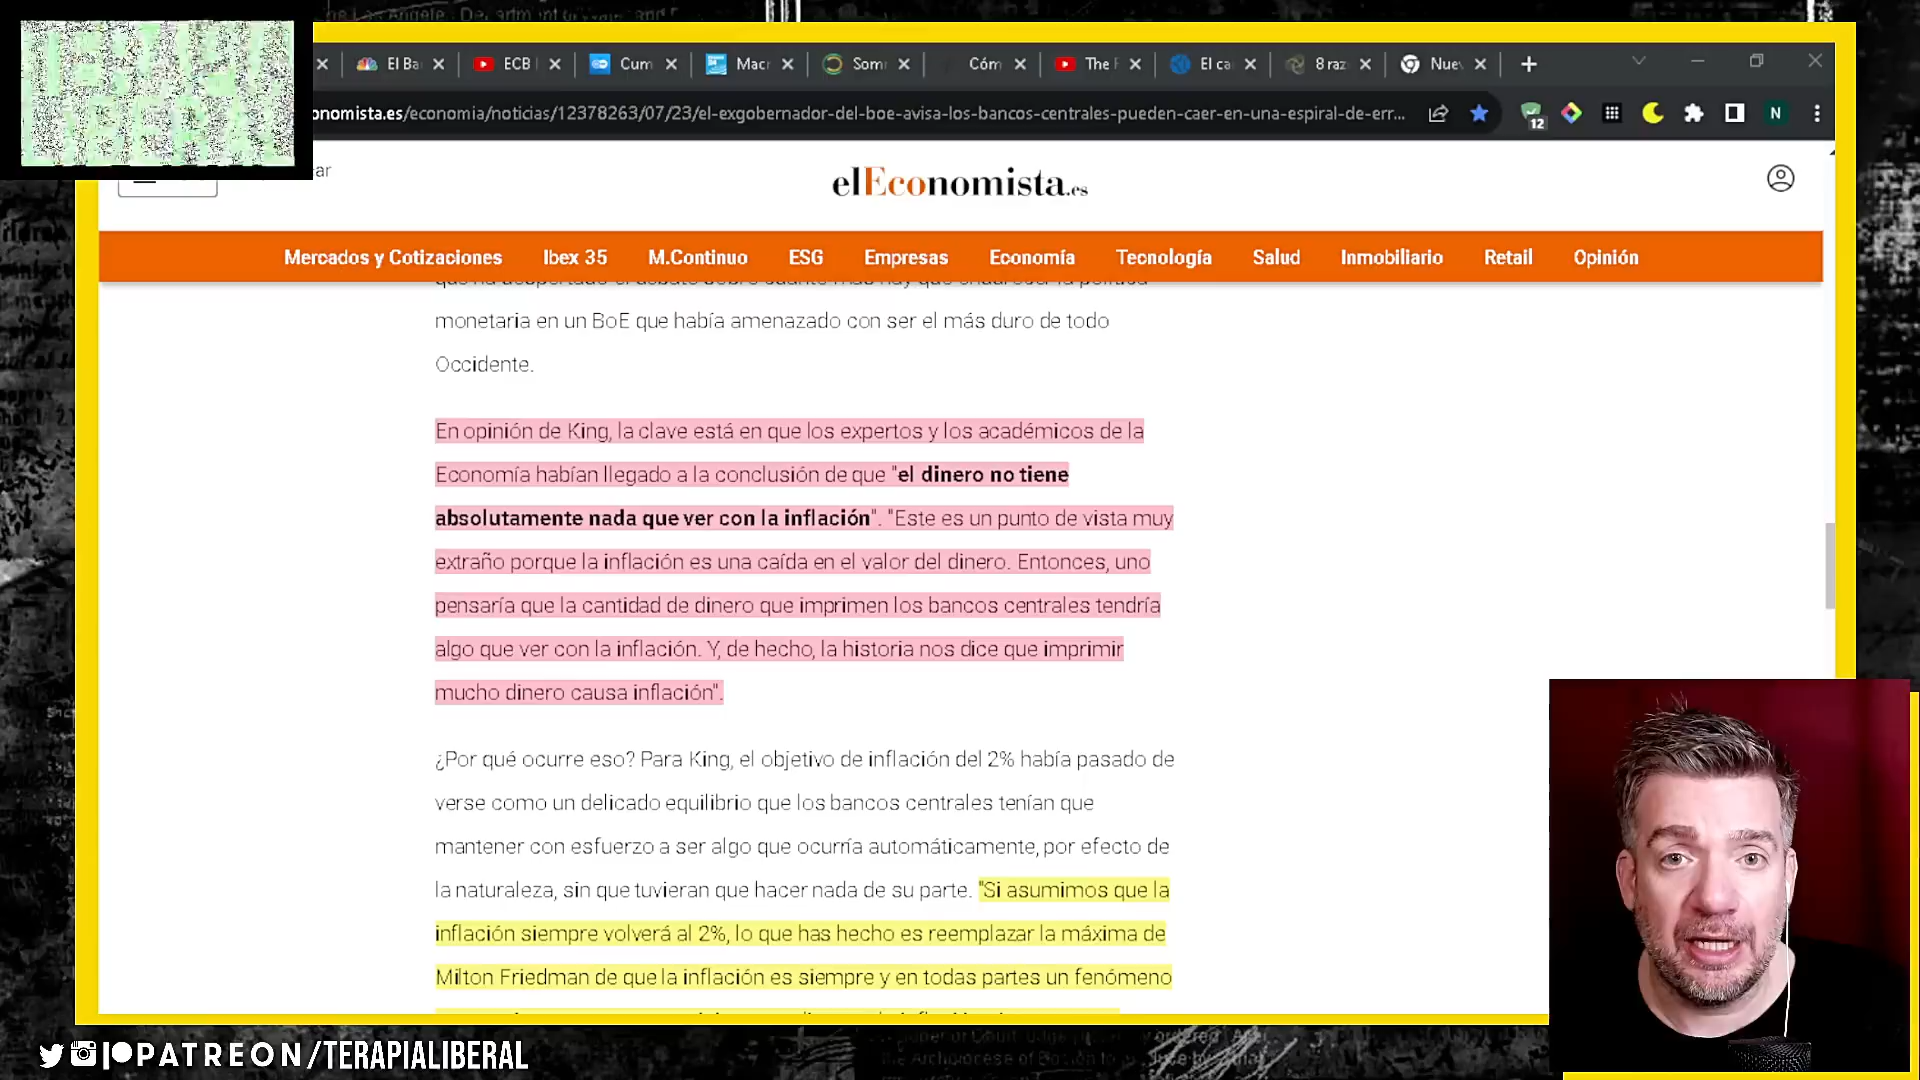 El Ba
ECB
Cum
Macr
Som
Cóm
The F
El ca
8 raz
Nue
onomista.es/economia/noticias/12378263/07/23/el-exgobernador-del-boe-avisa-los-bancos-centrales-pueden-caer-en-una-espiral-de-err...
12
N
ar
elEconomista.es
Mercados y Cotizaciones Ibex 35 M.Continuo ESG Empresas Economía Tecnología Salud Inmobiliario Retail Opinión
monetaria en un BoE que había amenazado con ser el más duro de todo
Occidente.
En opinión de King, la clave está en que los expertos y los académicos de la
Economía habían llegado a la conclusión de que "el dinero no tiene
absolutamente nada que ver con la inflación". "Este es un punto de vista muy
extraño porque la inflación es una caída en el valor del dinero. Entonces, uno
pensaría que la cantidad de dinero que imprimen los bancos centrales tendría
algo que ver con la inflación. Y, de hecho, la historia nos dice que imprimir
mucho dinero causa inflación".
¿Por qué ocurre eso? Para King, el objetivo de inflación del 2% había pasado de
verse como un delicado equilibrio que los bancos centrales tenían que
mantener con esfuerzo a ser algo que ocurría automáticamente, por efecto de
la naturaleza, sin que tuvieran que hacer nada de su parte. "Si asumimos que la
inflación siempre volverá al 2%, lo que has hecho es reemplazar la máxima de
Milton Friedman de que la inflación es siempre y en todas partes un fenómeno
PATREON/TERAPIALIBERAL